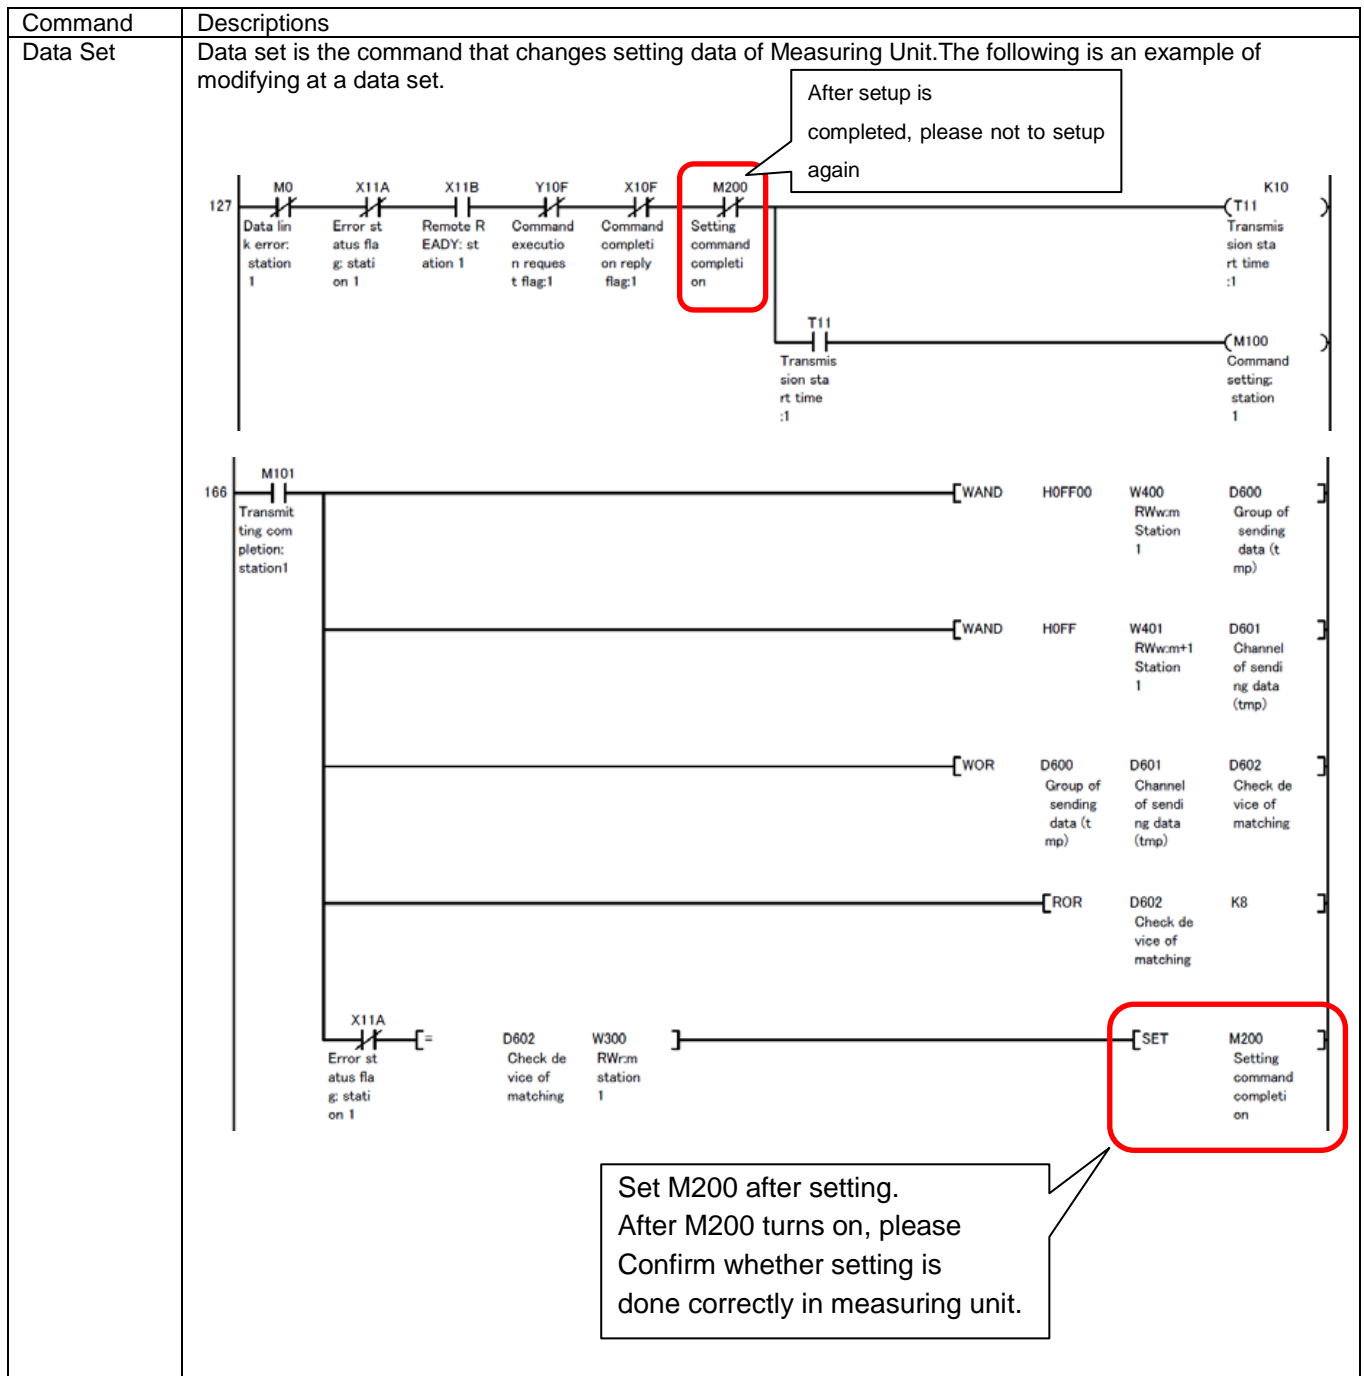 Command Descriptions
Data Set Data set is the command that changes setting data of Measuring Unit.The following is an example of
modifying at a data set.
After setup is
completed, please not to setup
again
M0 X11A X11B Y10F X10F M200 K10
127 T11
Data lin Error st Remote R Command Command Setting Transmis
k error: atus fla EADY: st executio completi command sion sta
station g: stati ation 1 n reques on reply completi rt time
1 on 1 t flag:1 flag:1 on :1
T11
M100
Transmis Command
sion sta setting:
rt time station
:1 1
M101
166 WAND H0FF00 W400 D600
Transmit RWw:m Group of
ting com Station sending
pletion: 1 data (t
station1 mp)
WAND H0FF W401 D601
RWw:m+1 Channel
Station of sendi
1 ng data
(tmp)
WOR D600 D601 D602
Group of Channel Check de
sending of sendi vice of
data (t ng data matching
mp) (tmp)
ROR D602 K8
Check de
vice of
matching
X11A
= D602 W300 SET M200
Error st Check de RWr:m Setting
atus fla vice of station command
g: stati matching 1 completi
on 1 on
Set M200 after setting.
After M200 turns on, please
Confirm whether setting is
done correctly in measuring unit.